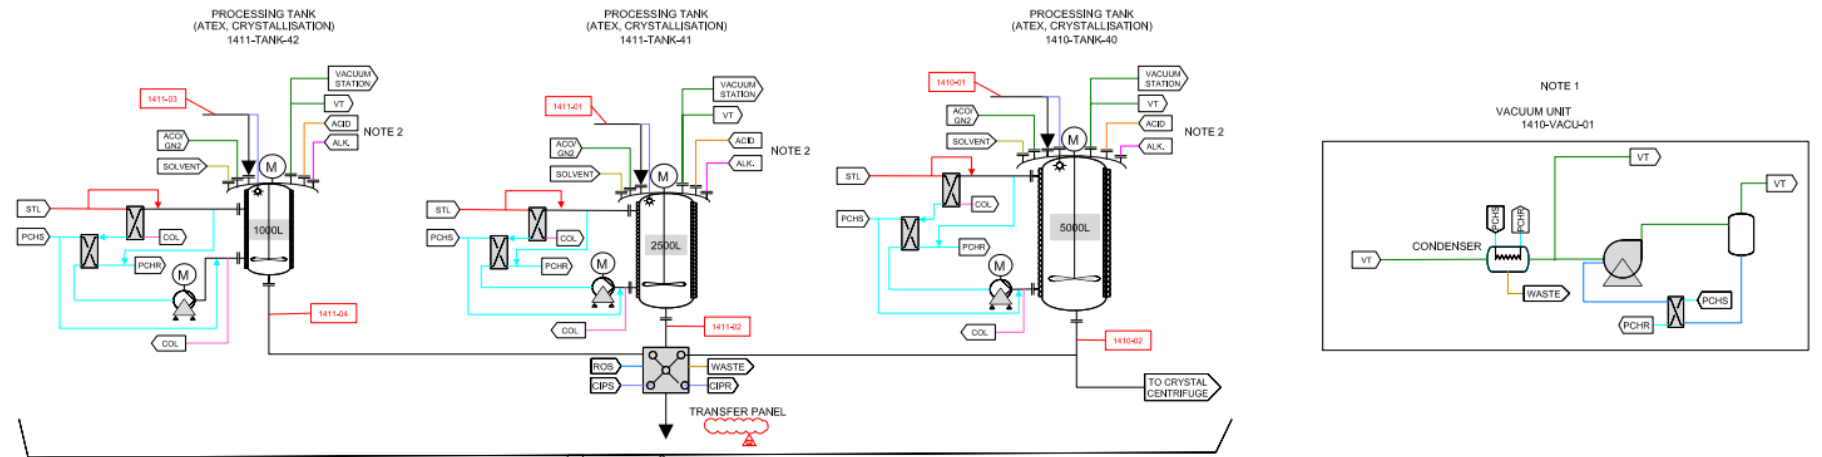 PROCESSING TANK
(ATEX, CRYSTALLISATION)
1411-TANK-42
VACUUM
STATION
VT
1411-03
ACO/
GN2
ACID
NOTE 2
ALK.
SOLVENT
M
STL
1000L
PCHS
COL
PCHR
M
1411-04
COL
PROCESSING TANK
(ATEX, CRYSTALLISATION)
1411-TANK-41
VACUUM
STATION
VT
1411-01
ACO/
GN2
ACID
NOTE 2
ALK.
SOLVENT
M
STL
2500L
PCHS
COL
PCHR
M
1411-02
COL
ROS
WASTE
CIPS
CIPR
TRANSFER PANEL
PROCESSING TANK
(ATEX, CRYSTALLISATION)
1410-TANK-40
VACUUM
STATION
VT
1410-01
ACO/
GN2
ACID
NOTE 2
ALK.
SOLVENT
M
STL
5000L
COL
PCHS
PCHR
M
COL
1410-02
TO CRYSTAL
CENTRIFUGE
NOTE 1
VACUUM UNIT
1410-VACU-01
VT
VT
PCHS
PCHR
CONDENSER
VT
WASTE
PCHS
PCHR